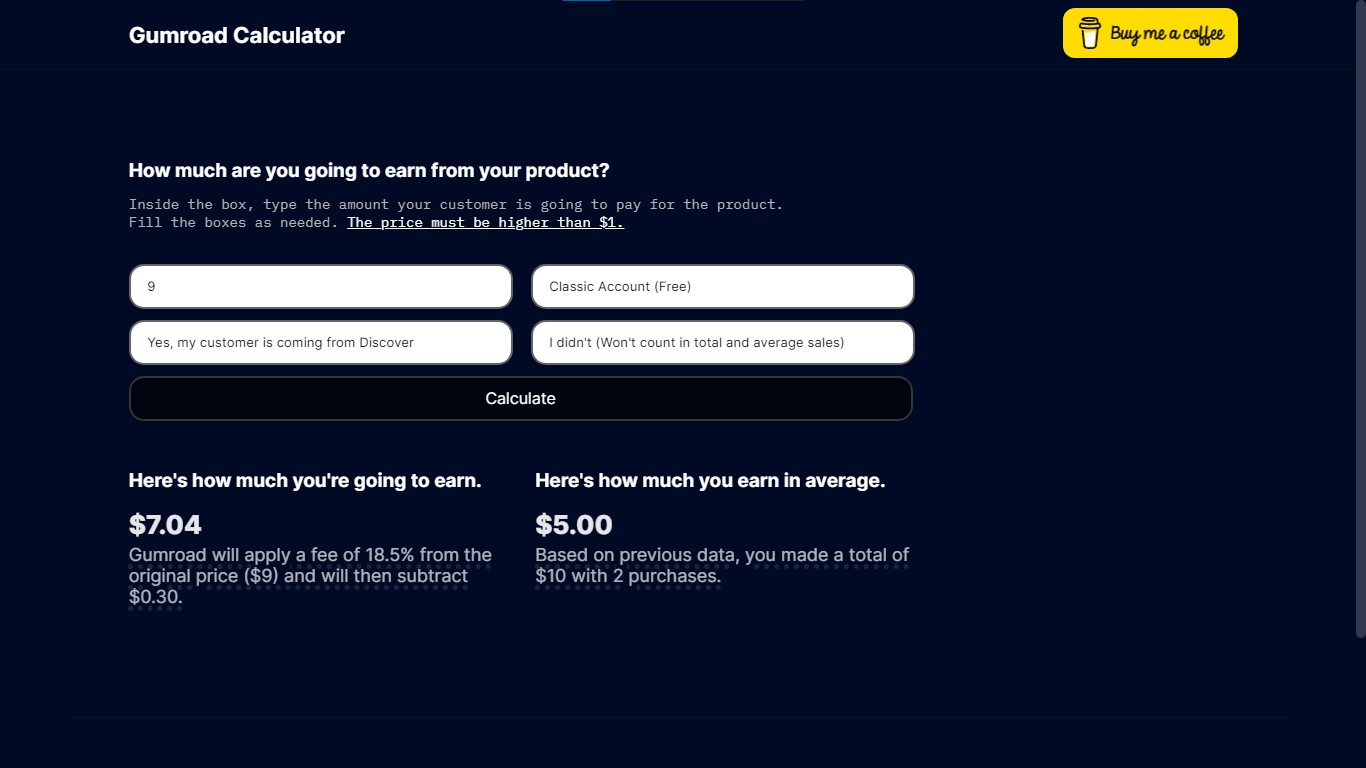 Gumroad Calculator
Buy me a coffee
How much are you going to earn from your product?
Inside the box, type the amount your customer is going to pay for the product.
Fill the boxes as needed. The price must be higher than $1.
9
Classic Account (Free)
Yes, my customer is coming from Discover
I didn't (Won't count in total and average sales)
Calculate
Here's how much you're going to earn.
$7.04
Gumroad will apply a fee of 18.5% from the
original price ($9) and will then subtract
$0.30.
Here's how much you earn in average.
$5.00
Based on previous data, you made a total of
$10 with 2 purchases.